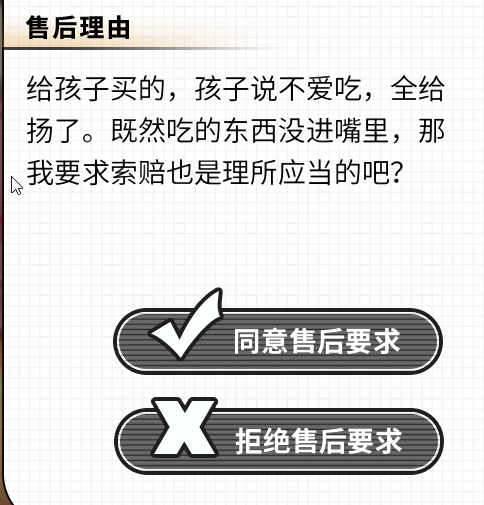 售后理由
给孩子买的，孩子说不爱吃，全给
扬了。既然吃的东西没进嘴里，那
我要求索赔也是理所应当的吧？
同意售后要求
拒绝售后要求